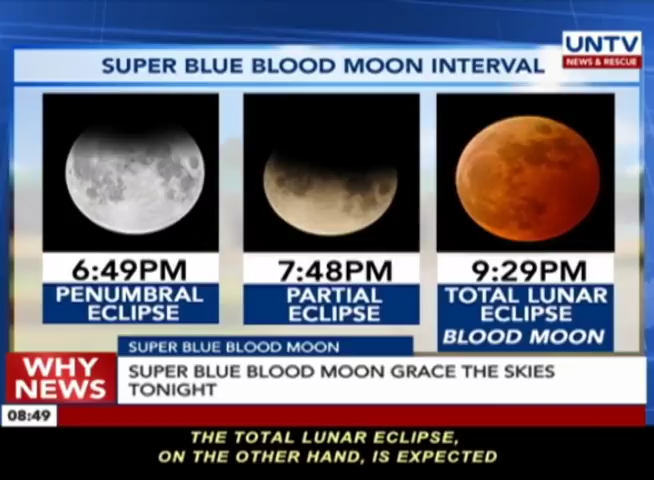 UNTV
NEWS & RESCUE
SUPER BLUE BLOOD MOON INTERVAL
6:49PM
PENUMBRAL
ECLIPSE
7:48PM
PARTIAL
ECLIPSE
9:29PM
TOTAL LUNAR
ECLIPSE
BLOOD MOON
SUPER BLUE BLOOD MOON
WHY
NEWS
SUPER BLUE BLOOD MOON GRACE THE SKIES
TONIGHT
08:49
THE TOTAL LUNAR ECLIPSE,
ON THE OTHER HAND, IS EXPECTED